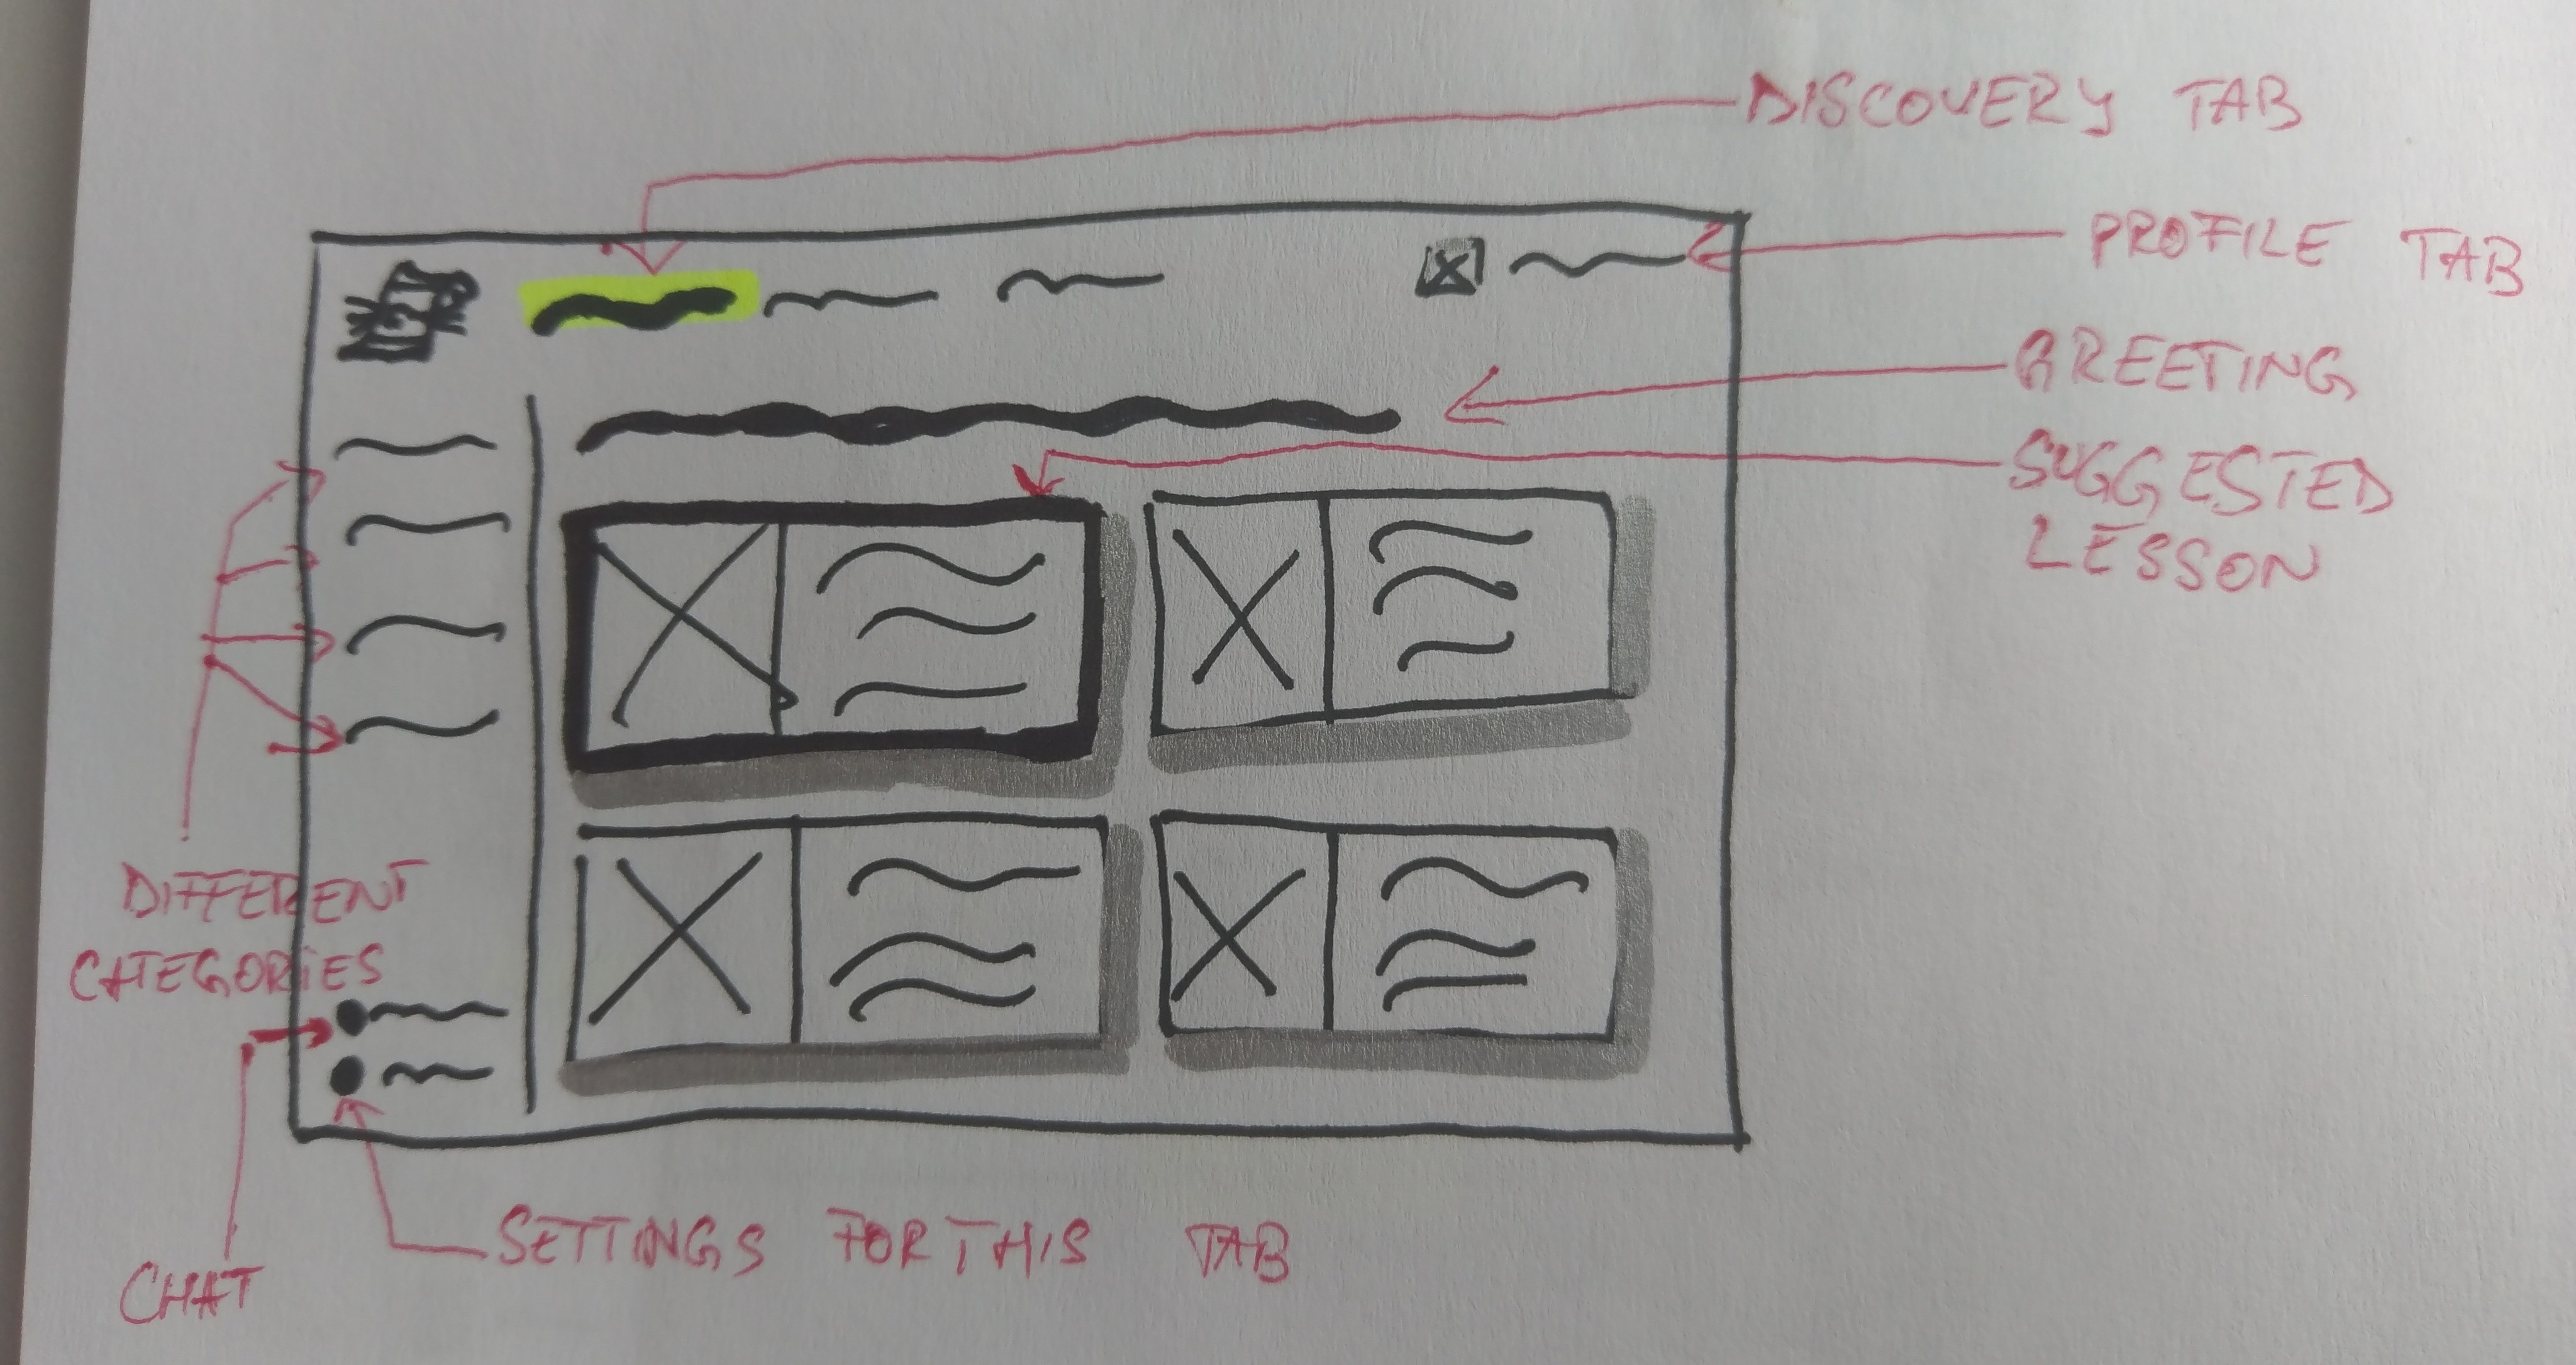 DISCOVERY TAB
PROFILE TAB
GREETING
SUGGESTED
LESSON
DIFFERENT
CATEGORIES
CHAT
SETTINGS FOR THIS TAB